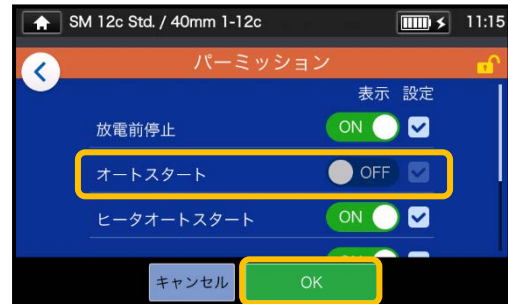 SM 12c Std. / 40mm 1-12c 11:15
パーミッション
表示 設定
放電前停止 ON
オートスタート OFF
ヒータオートスタート ON
キャンセル OK